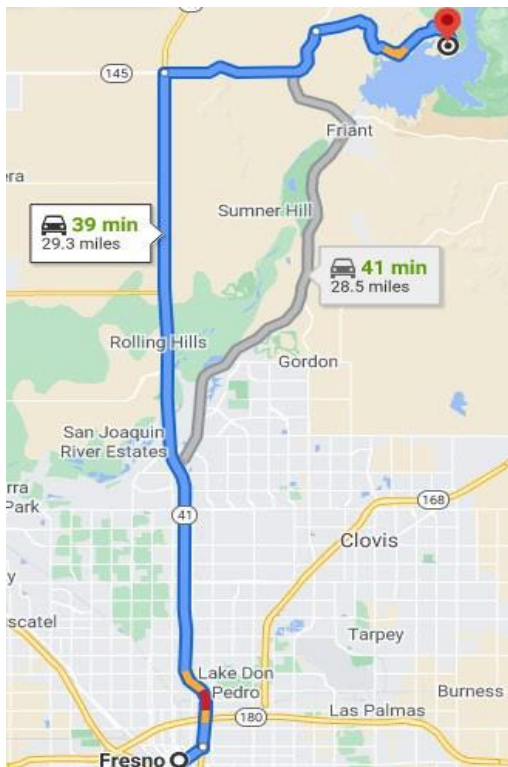 41
145
Friant
era
Sumner Hill
39 min
29.3 miles
41 min
28.5 miles
Rolling Hills
Gordon
San Joaquin
River Estates
rra
Park
168
41
Clovis
y
scatel
Tarpey
Lake Don
Pedro
Burness
180
Las Palmas
Fresno